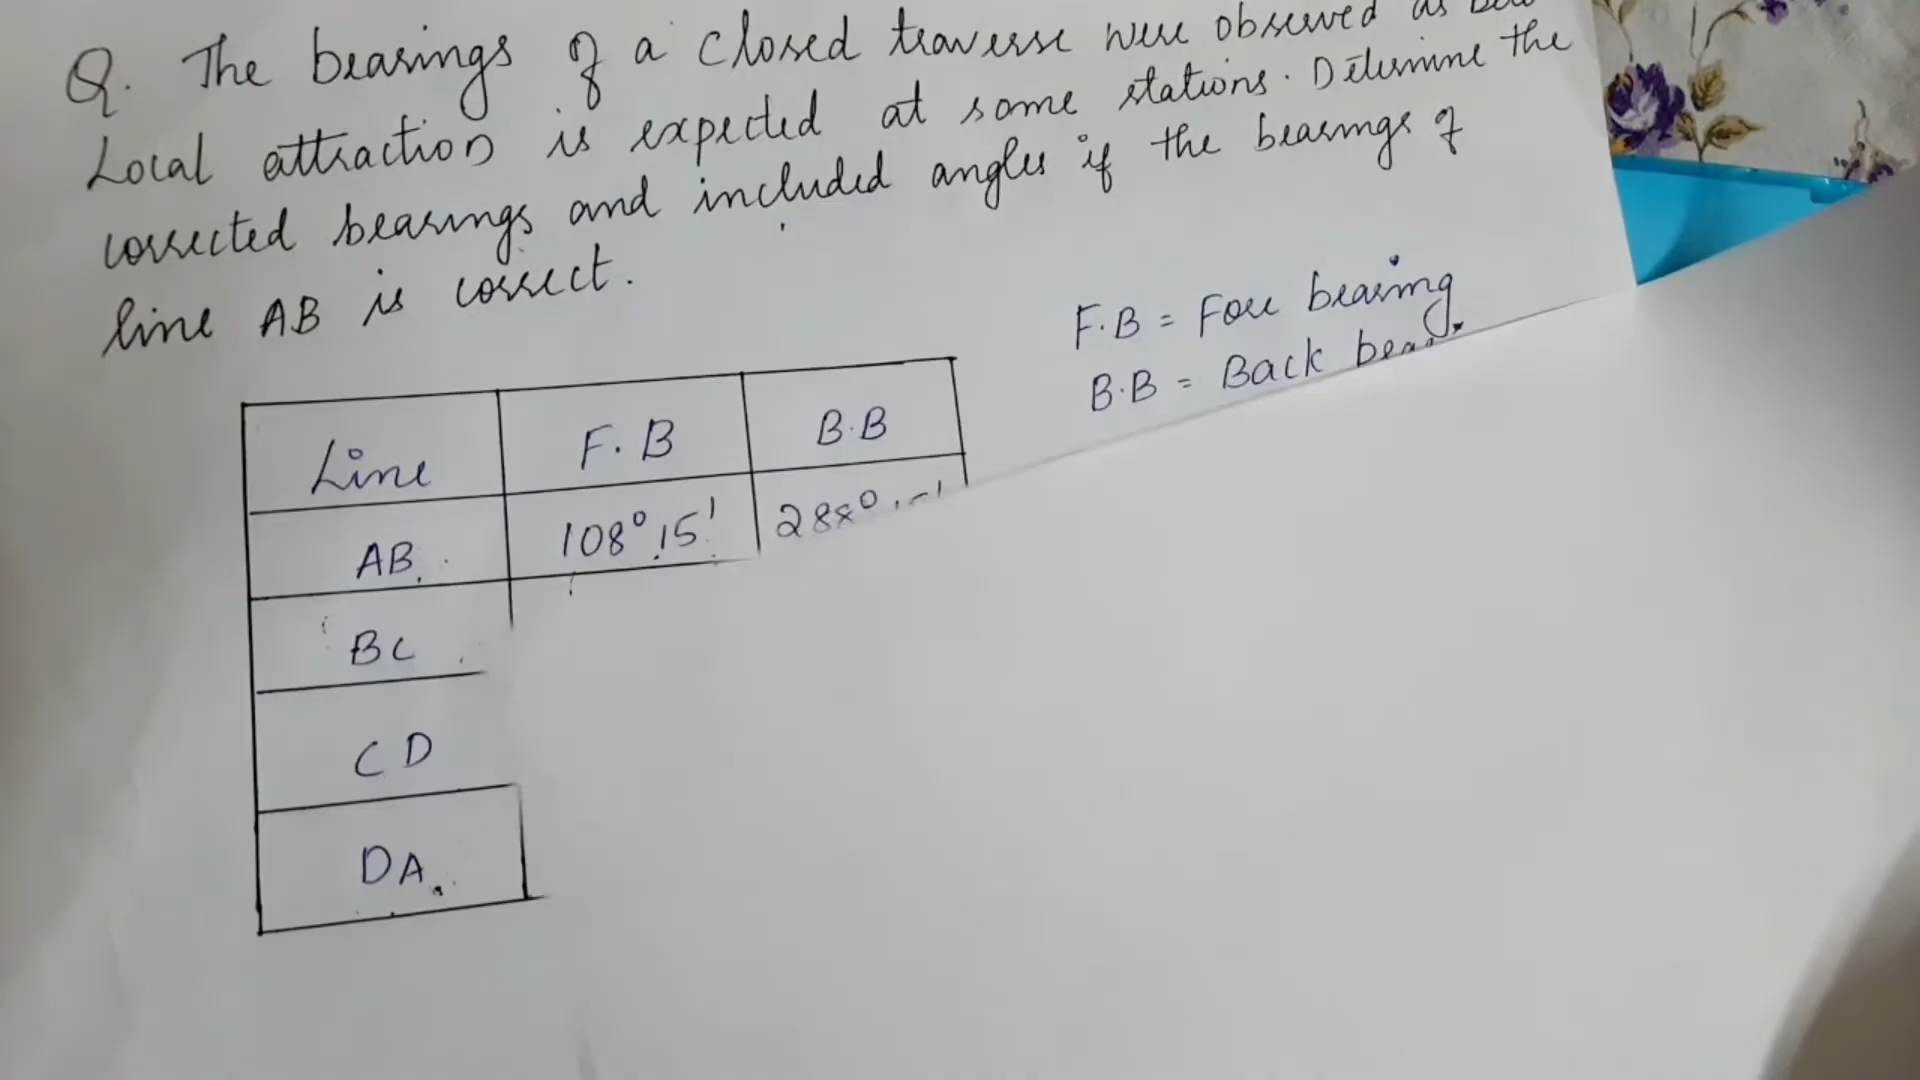 Q. The bearings of a closed traverse were observed as
Local attraction is expected at some stations. Determine the
corrected bearings and included angles if the bearings of
line AB is correct.
F.B = Fore bearing
B.B = Back
Line F.B B.B
AB 108° 15' 288°
BC
CD
DA